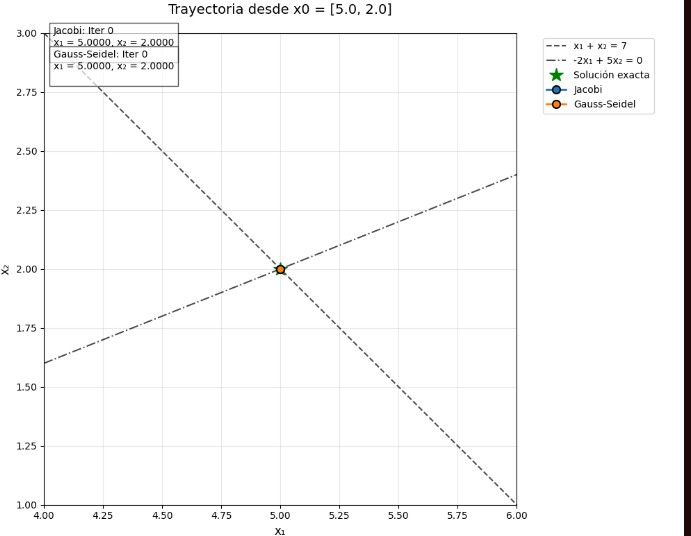 Trayectoria desde x0 = [5.0, 2.0]
Jacobi: Iter 0
x₁ = 5.0000, x₂ = 2.0000
Gauss-Seidel: Iter 0
x₁ = 5.0000, x₂ = 2.0000
x₁ + x₂ = 7
-2x₁ + 5x₂ = 0
Solución exacta
Jacobi
Gauss-Seidel
3.00
2.75
2.50
2.25
2.00
1.75
1.50
1.25
1.00
x₂
4.00 4.25 4.50 4.75 5.00 5.25 5.50 5.75 6.00
x₁